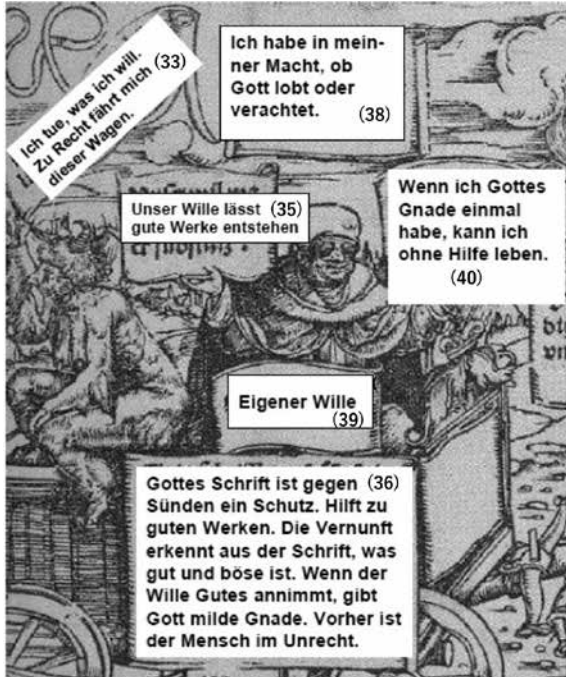 Ich tue, was ich will.
Zu Recht fährt mich (33)
dieser Wagen.
Ich habe in mein-
ner Macht, ob
Gott lobt oder
verachtet. (38)
Unser Wille lässt (35)
gute Werke entstehen
Wenn ich Gottes
Gnade einmal
habe, kann ich
ohne Hilfe leben.
(40)
Eigener Wille
(39)
Gottes Schrift ist gegen (36)
Sünden ein Schutz. Hilft zu
guten Werken. Die Vernunft
erkennt aus der Schrift, was
gut und böse ist. Wenn der
Wille Gutes annimmt, gibt
Gott milde Gnade. Vorher ist
der Mensch im Unrecht.